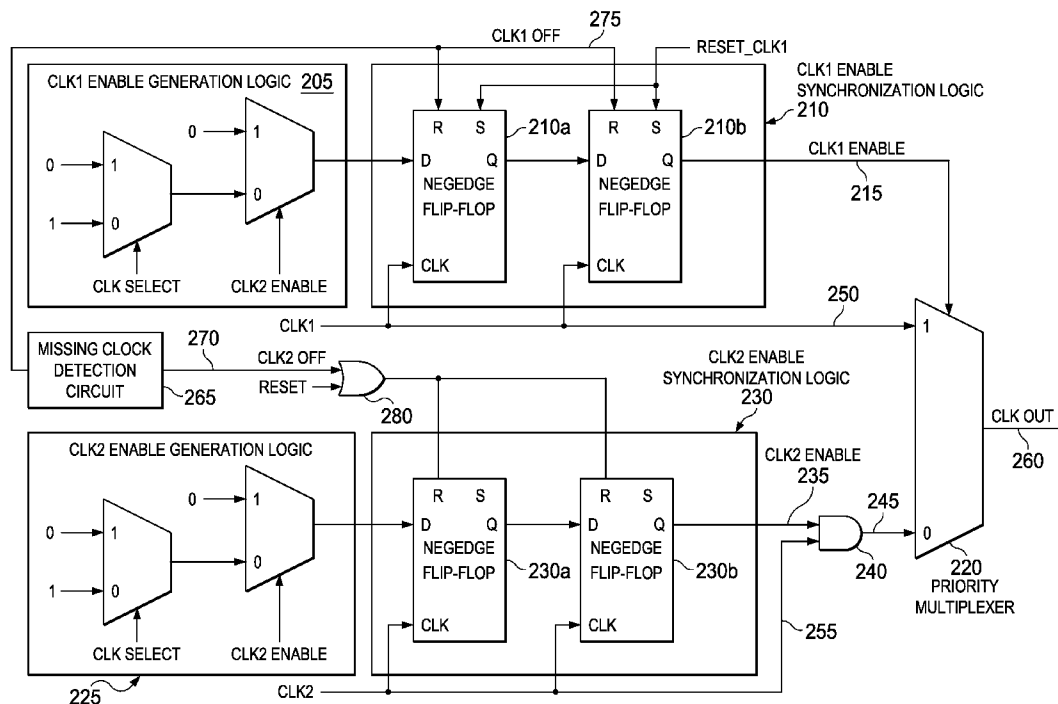 275
CLK1 OFF
RESET_CLK1
CLK1 ENABLE GENERATION LOGIC 205
0
1
0
1
1
0
0
CLK SELECT
CLK2 ENABLE
R
S
210a
D
Q
NEGEDGE
FLIP-FLOP
CLK
R
S
210b
D
Q
NEGEDGE
FLIP-FLOP
CLK
CLK1 ENABLE
SYNCHRONIZATION LOGIC
210
CLK1 ENABLE
215
CLK1
250
1
MISSING CLOCK
DETECTION
CIRCUIT
265
270
CLK2 OFF
RESET
280
CLK2 ENABLE
SYNCHRONIZATION LOGIC
230
CLK OUT
260
CLK2 ENABLE GENERATION LOGIC
0
1
0
1
1
0
0
CLK SELECT
CLK2 ENABLE
225
R
S
D
Q
NEGEDGE
FLIP-FLOP
230a
CLK
R
S
D
Q
NEGEDGE
FLIP-FLOP
230b
CLK
CLK2 ENABLE
235
245
240
0
220
PRIORITY
MULTIPLEXER
255
CLK2